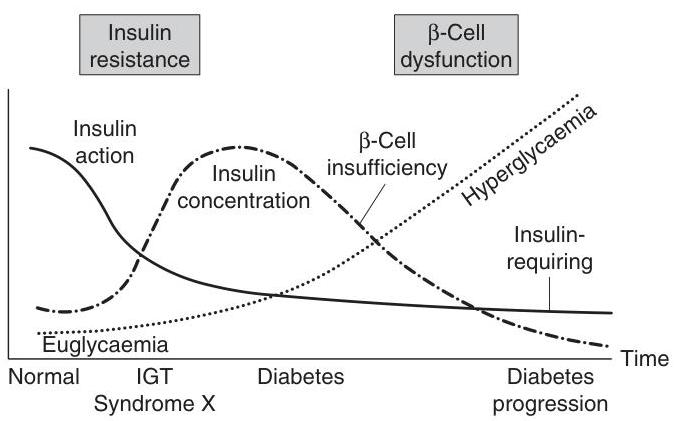 Insulin
resistance
β-Cell
dysfunction
Insulin
action
Insulin
concentration
β-Cell
insufficiency
Hyperglycaemia
Insulin-
requiring
Euglycaemia
Time
Normal
IGT
Syndrome X
Diabetes
Diabetes
progression